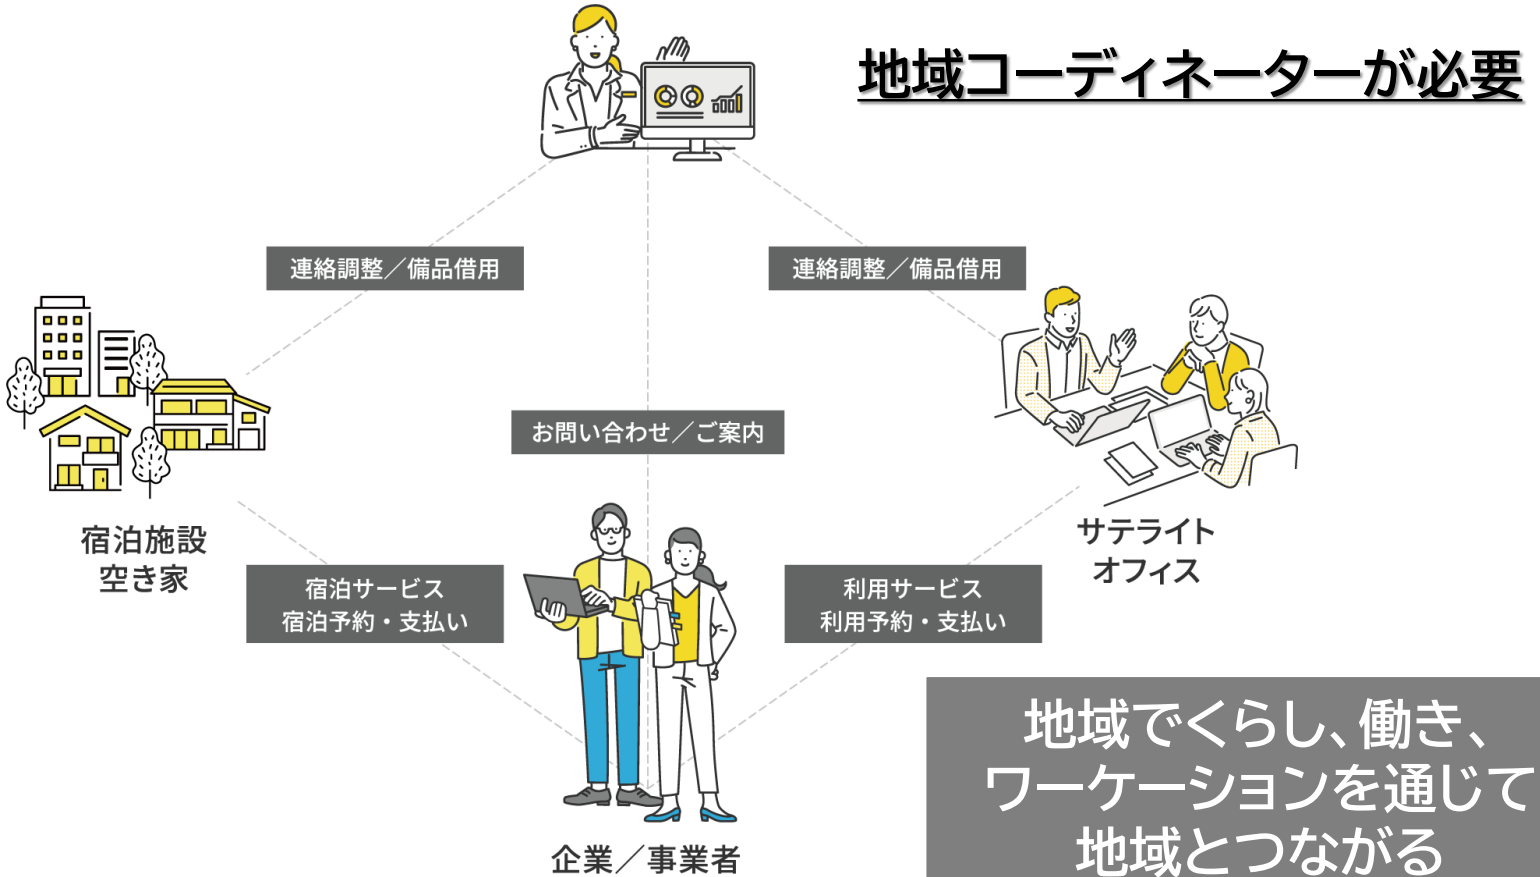 地域コーディネーターが必要
連絡調整／備品借用
連絡調整／備品借用
お問い合わせ／ご案内
宿泊施設
空き家
サテライト
オフィス
宿泊サービス
宿泊予約・支払い
利用サービス
利用予約・支払い
企業／事業者
地域でくらし、働き、
ワーケーションを通じて
地域とつながる